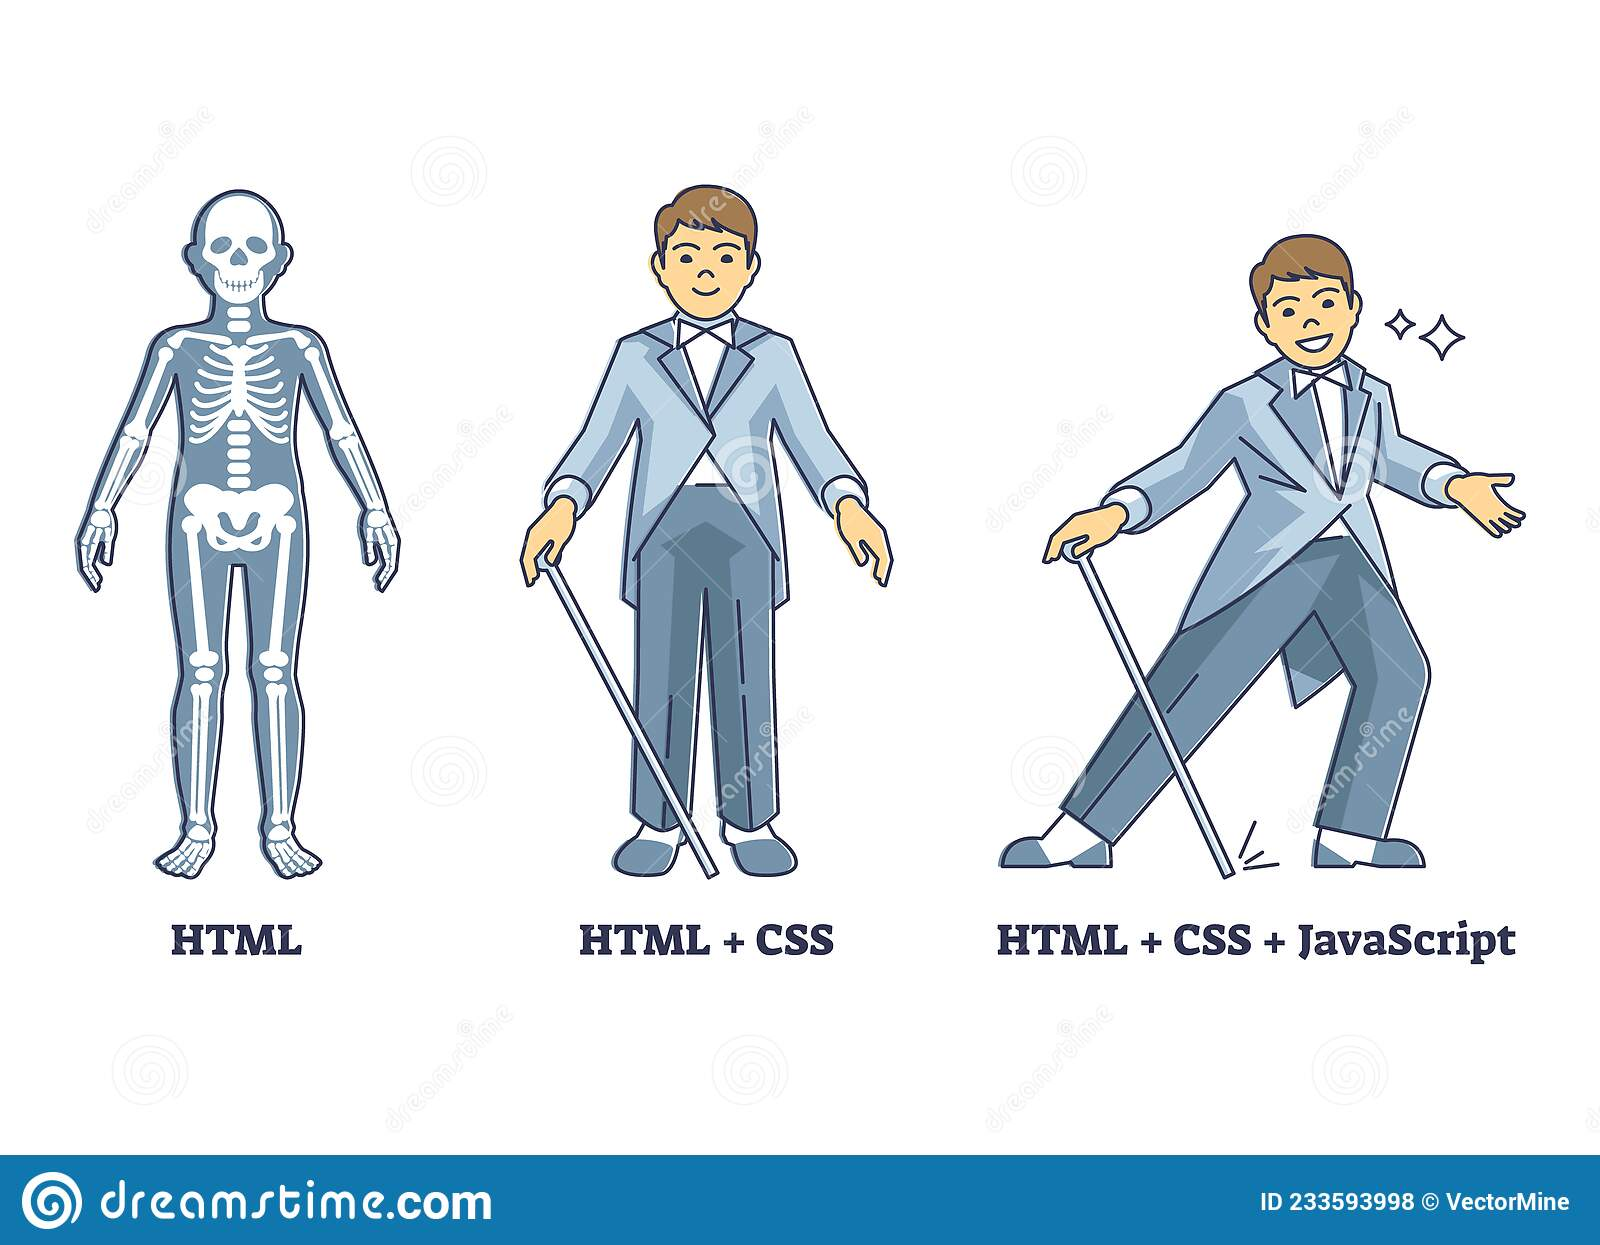 HTML
HTML + CSS
HTML + CSS + JavaScript
dreamstime.com
ID 233593998 © VectorMine